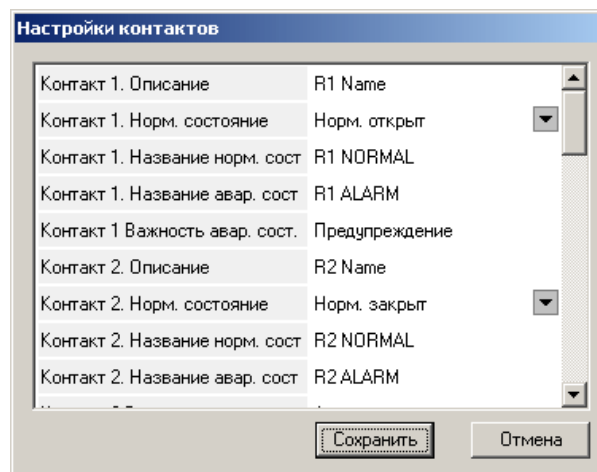 Настройки контактов
Контакт 1. Описание R1 Name
Контакт 1. Норм. состояние Норм. открыт
Контакт 1. Название норм. сост R1 NORMAL
Контакт 1. Название авар. сост R1 ALARM
Контакт 1 Важность авар. сост. Предупреждение
Контакт 2. Описание R2 Name
Контакт 2. Норм. состояние Норм. закрыт
Контакт 2. Название норм. сост R2 NORMAL
Контакт 2. Название авар. сост R2 ALARM
Сохранить Отмена